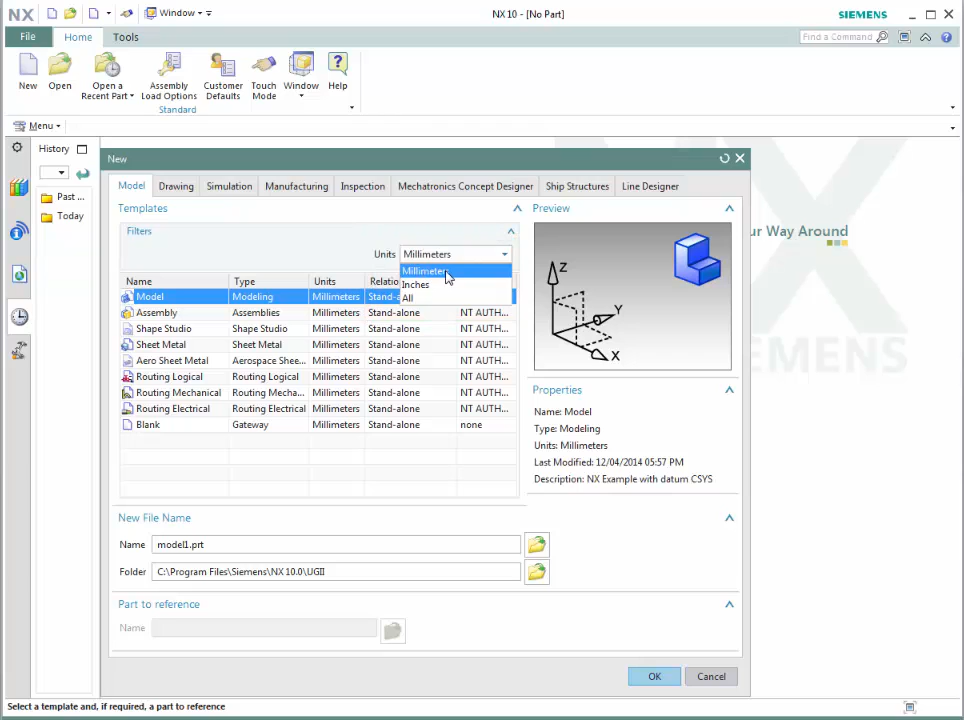 NX Window NX 10 - [No Part] SIEMENS
File Home Tools Find a Command
New Open Open a Recent Part Assembly Load Options Customer Defaults Touch Mode Window Help
Standard
Menu
History
Past ...
Today
New
Model Drawing Simulation Manufacturing Inspection Mechatronics Concept Designer Ship Structures Line Designer
Templates
Filters
Units Millimeters
Millimeters
Inches
All
Name Type Units
Model Modeling Millimeters
Assembly Assemblies Millimeters Stand-alone NT AUTH...
Shape Studio Shape Studio Millimeters Stand-alone NT AUTH...
Sheet Metal Sheet Metal Millimeters Stand-alone NT AUTH...
Aero Sheet Metal Aerospace Shee... Millimeters Stand-alone NT AUTH...
Routing Logical Routing Logical Millimeters Stand-alone NT AUTH...
Routing Mechanical Routing Mecha... Millimeters Stand-alone NT AUTH...
Routing Electrical Routing Electrical Millimeters Stand-alone NT AUTH...
Blank Gateway Millimeters Stand-alone none
Preview
Z
Y
X
Properties
Name: Model
Type: Modeling
Units: Millimeters
Last Modified: 12/04/2014 05:57 PM
Description: NX Example with datum CSYS
New File Name
Name model1.prt
Folder C:\Program Files\Siemens\NX 10.0\UGII
Part to reference
Name
OK Cancel
ur Way Around
SIEMENS
Select a template and, if required, a part to reference